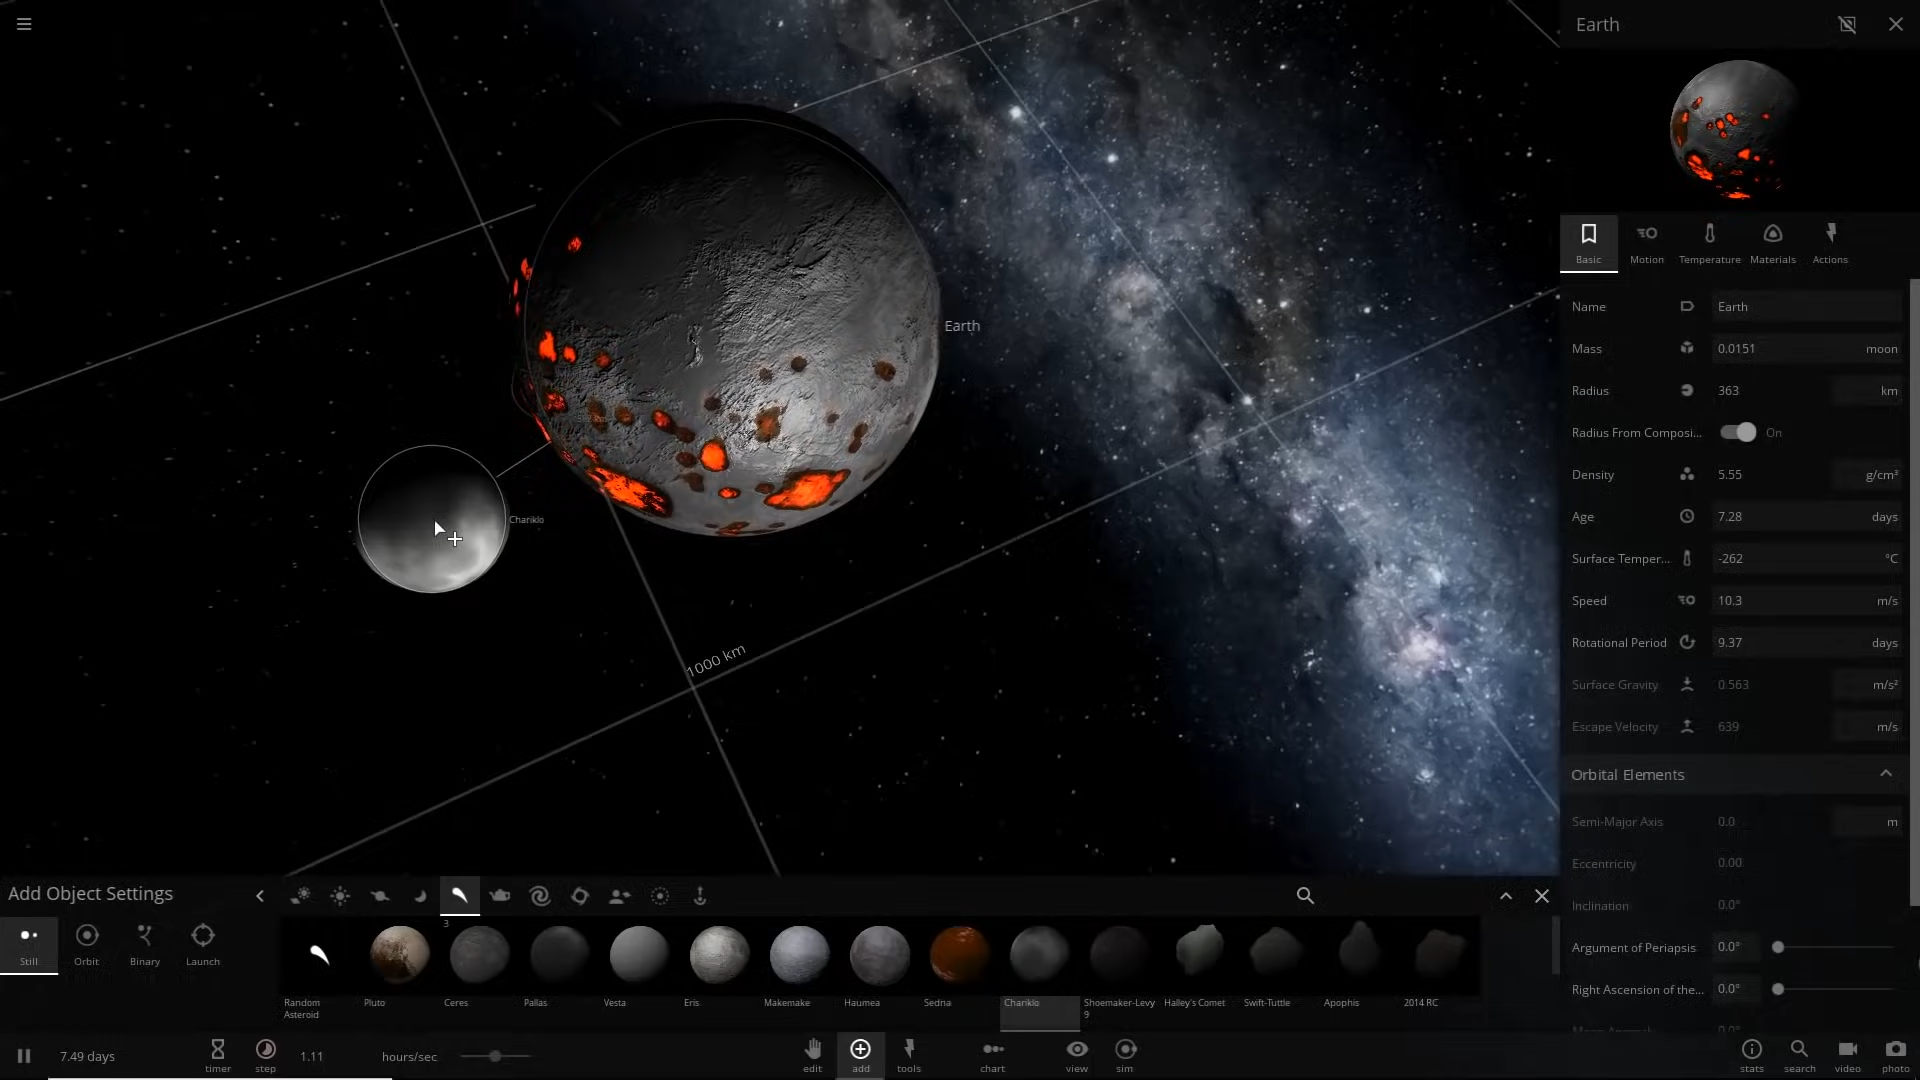 Earth
Earth
Chariklo
1000 km
Basic
Motion
Temperature
Materials
Actions
Name Earth
Mass 0.0151 moon
Radius 363 km
Radius From Composi... On
Density 5.55 g/cm³
Age 7.28 days
Surface Temper... -262 °C
Speed 10.3 m/s
Rotational Period 9.37 days
Surface Gravity 0.563 m/s²
Escape Velocity 639 m/s
Orbital Elements
Semi-Major Axis 0.0 m
Eccentricity 0.00
Inclination 0.0°
Argument of Periapsis 0.0°
Right Ascension of the... 0.0°
Add Object Settings
Still
Orbit
Binary
Launch
3
Random
Asteroid
Pluto
Ceres
Pallas
Vesta
Eris
Makemake
Haumea
Sedna
Chariklo
Shoemaker-Levy
9
Halley's Comet
Swift-Tuttle
Apophis
2014 RC
7.49 days
timer
step
1.11 hours/sec
edit
add
tools
chart
view
sim
stats
search
video
photo